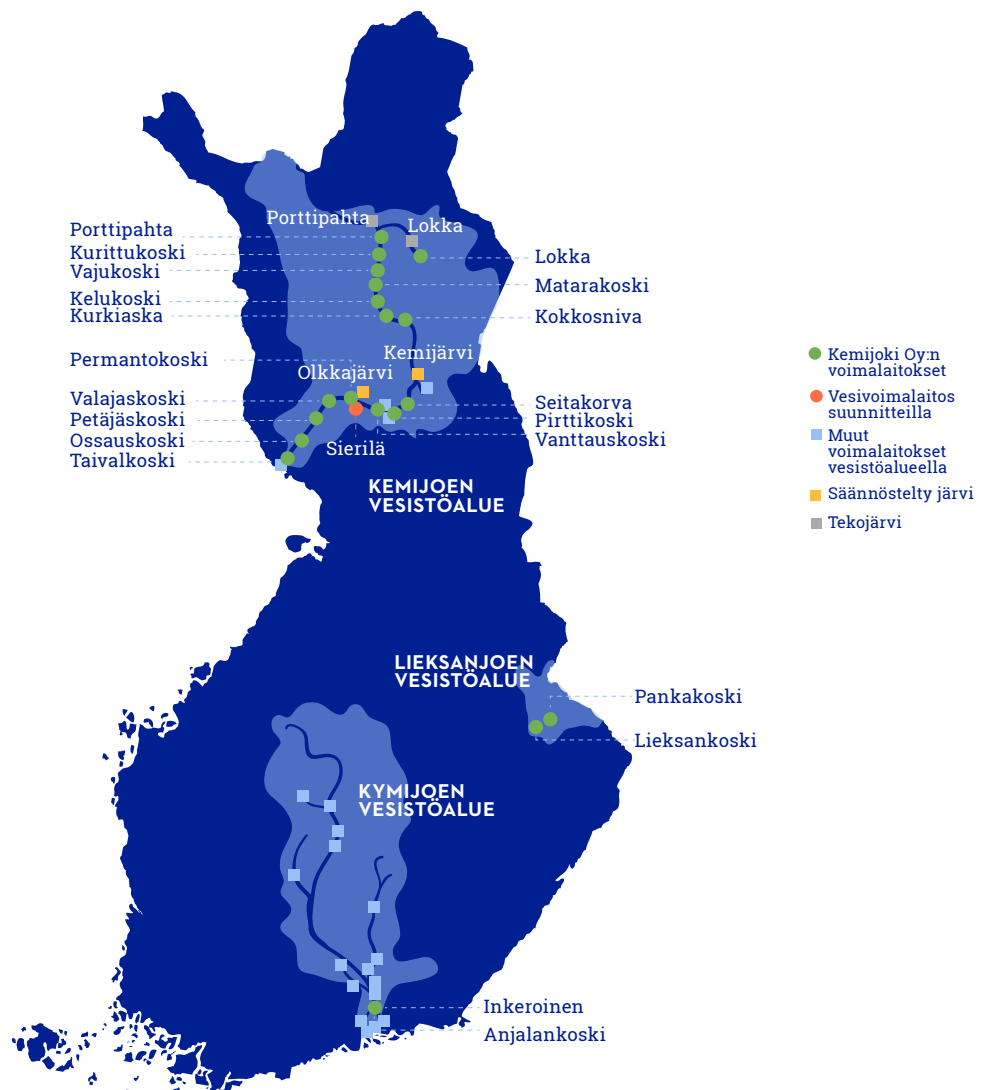 Porttipahta
Lokka
Porttipahta
Kurittukoski
Vajukoski
Kelukoski
Kurkiaska
Lokka
Matarakoski
Kokkosniva
Permantokoski
Kemijärvi
Olkkajärvi
Valajaskoski
Petäjäskoski
Ossauskoski
Taivalkoski
Seitakorva
Pirttikoski
Vanttauskoski
Sierilä
KEMIJOEN
VESISTÖALUE
Kemijoki Oy:n
voimalaitokset
Vesivoimalaitos
suunnitteilla
Muut
voimalaitokset
vesistöalueella
Säännöstelty järvi
Tekojärvi
LIEKSANJOEN
VESISTÖALUE
Pankakoski
Lieksankoski
KYMIJOEN
VESISTÖALUE
Inkeroinen
Anjalankoski